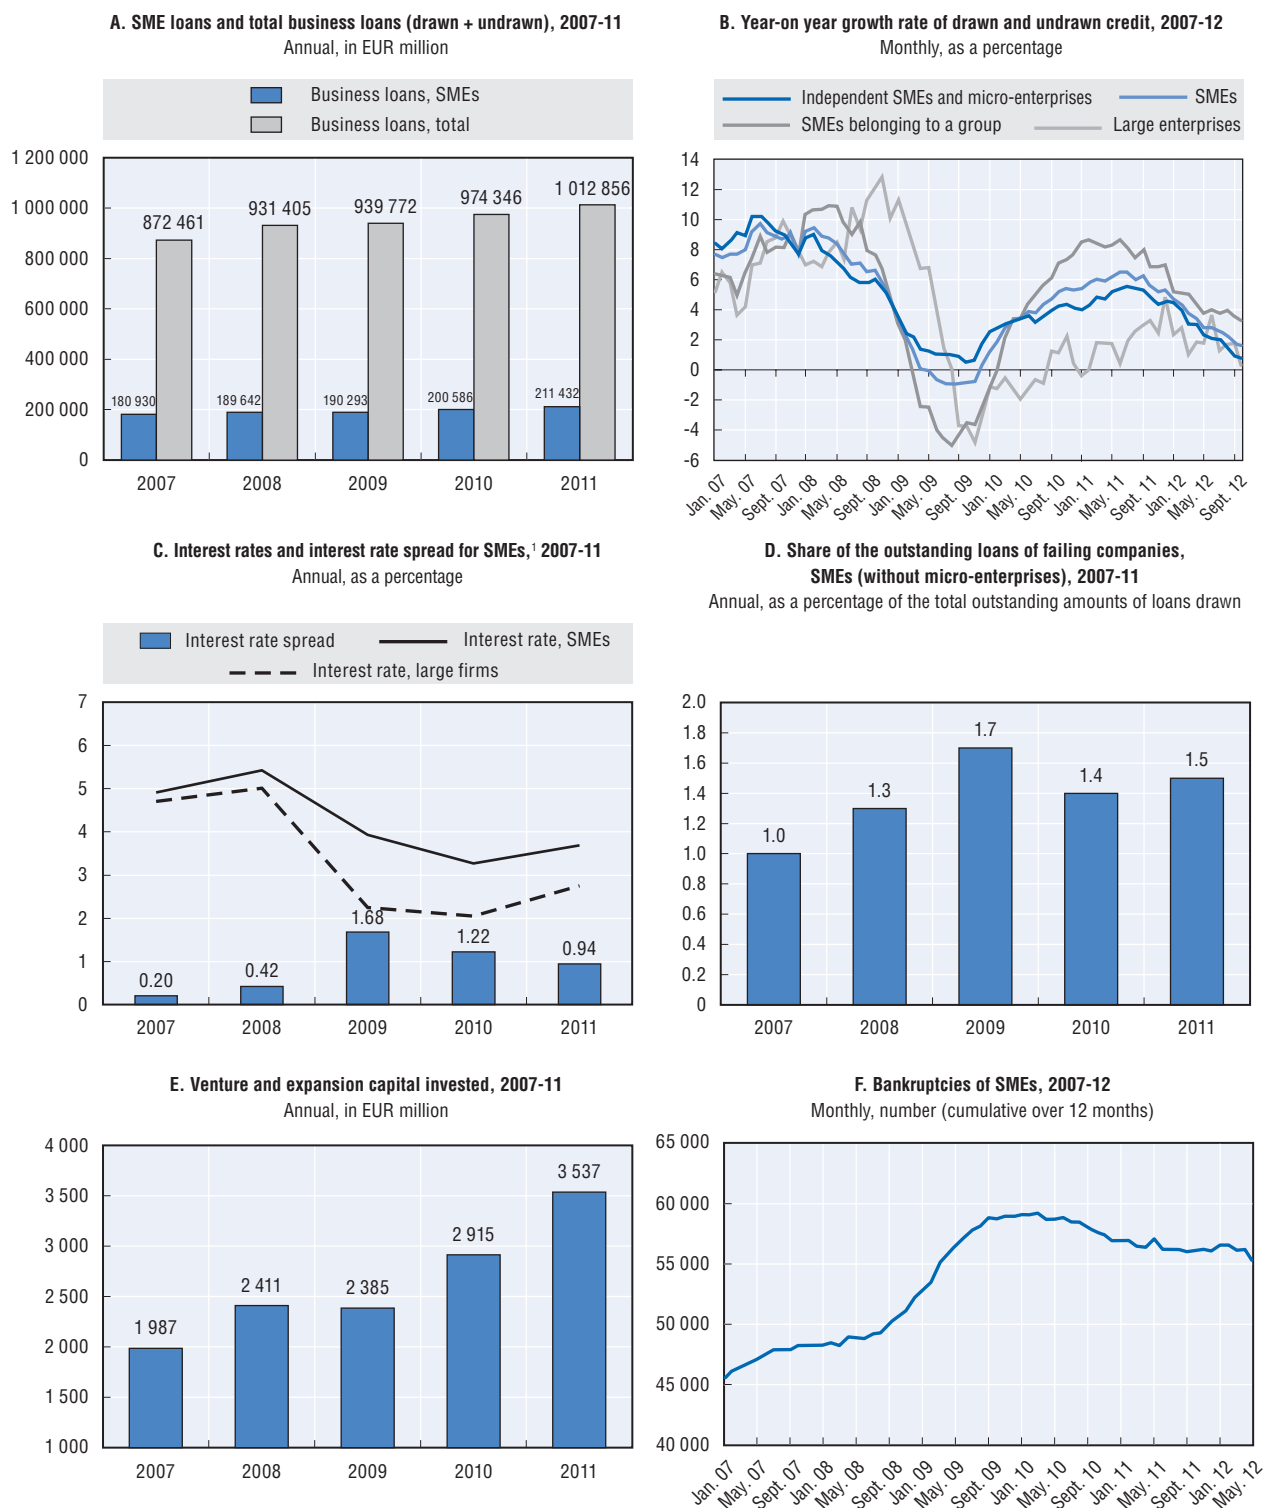 A. SME loans and total business loans (drawn + undrawn), 2007-11
Annual, in EUR million
Business loans, SMEs
Business loans, total
1 200 000
1 000 000
800 000
600 000
400 000
200 000
0
872 461
931 405
939 772
974 346
1 012 856
180 930
189 642
190 293
200 586
211 432
2007
2008
2009
2010
2011
B. Year-on year growth rate of drawn and undrawn credit, 2007-12
Monthly, as a percentage
Independent SMEs and micro-enterprises
SMEs
SMEs belonging to a group
Large enterprises
14
12
10
8
6
4
2
0
-2
-4
-6
Jan. 07
May. 07
Sept. 07
Jan. 08
May. 08
Sept. 08
Jan. 09
May. 09
Sept. 09
Jan. 10
May. 10
Sept. 10
Jan. 11
May. 11
Sept. 11
Jan. 12
May. 12
Sept. 12
C. Interest rates and interest rate spread for SMEs,¹ 2007-11
Annual, as a percentage
Interest rate spread
Interest rate, SMEs
Interest rate, large firms
7
6
5
4
3
2
1
0
0.20
0.42
1.68
1.22
0.94
2007
2008
2009
2010
2011
D. Share of the outstanding loans of failing companies,
SMEs (without micro-enterprises), 2007-11
Annual, as a percentage of the total outstanding amounts of loans drawn
2.0
1.8
1.6
1.4
1.2
1.0
0.8
0.6
0.4
0.2
0
1.0
1.3
1.7
1.4
1.5
2007
2008
2009
2010
2011
E. Venture and expansion capital invested, 2007-11
Annual, in EUR million
4 000
3 500
3 000
2 500
2 000
1 500
1 000
1 987
2 411
2 385
2 915
3 537
2007
2008
2009
2010
2011
F. Bankruptcies of SMEs, 2007-12
Monthly, number (cumulative over 12 months)
65 000
60 000
55 000
50 000
45 000
40 000
Jan. 07
May. 07
Sept. 07
Jan. 08
May. 08
Sept. 08
Jan. 09
May. 09
Sept. 09
Jan. 10
May. 10
Sept. 10
Jan. 11
May. 11
Sept. 11
Jan. 12
May. 12